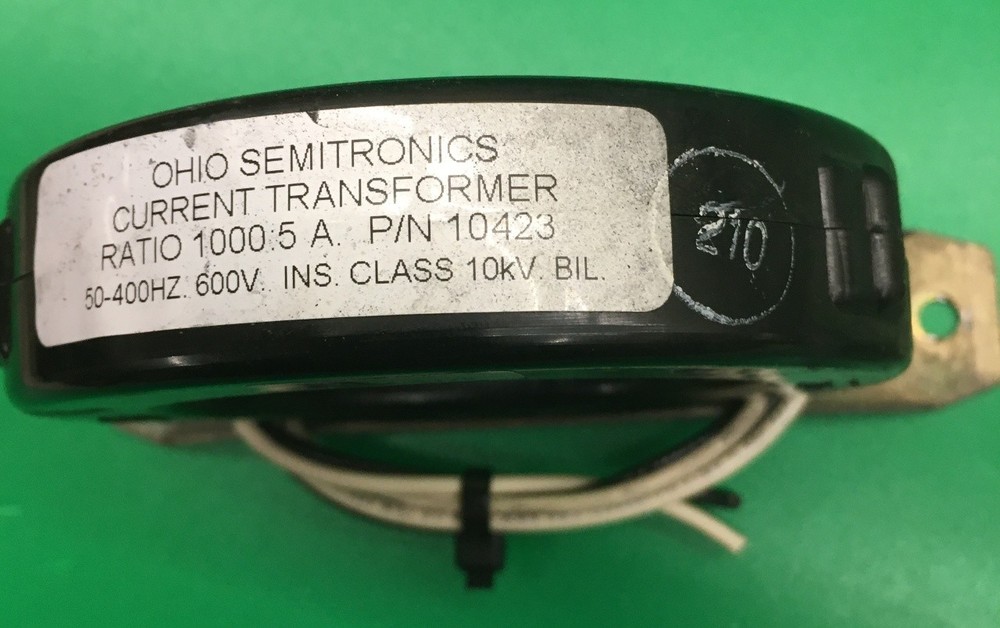 OHIO SEMITRONICS
CURRENT TRANSFORMER
RATIO 1000:5 A. P/N 10423
50-400HZ. 600V. INS. CLASS 10kV BIL.
210